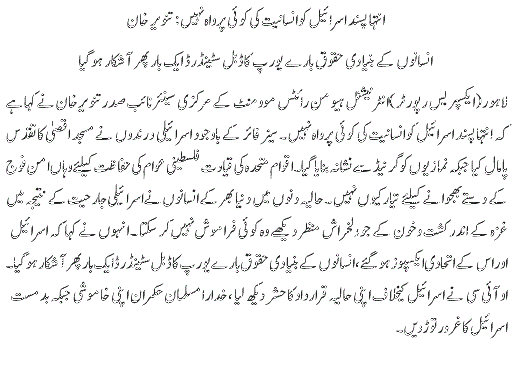 انتہا پسند اسرائیل کو انسانیت کی کوئی پرواہ نہیں: تنویر خان
انسانوں کے بنیادی حقوق بارے یورپ کا ڈبل سٹینڈرڈ ایک بار پھر آشکار ہو گیا
لاہور (ایکسپریس رپورٹر) انٹرنیشنل ہیومن رائٹس موومنٹ کے مرکزی سینئر نائب صدر تنویر خان نے کہا ہے
کہ انتہا پسند اسرائیل کو انسانیت کی کوئی پرواہ نہیں۔۔ سیز فائر کے باوجود اسرائیلی درندوں نے مسجد اقصیٰ کا تقدس
پامال کیا جبکہ نمازیوں کو گرنیڈ سے نشانہ بنایا گیا۔ اقوام متحدہ کی قیادت فلسطینی عوام کی حفاظت کیلئے وہاں امن فوج
کے دستے بھجوانے کیلئے تیار کیوں نہیں۔۔ حالیہ دنوں میں دنیا بھر کے انسانوں نے اسرائیلی جارحیت کے نتیجہ میں
غزہ کے اندر کشت و خون کے جو دلخراش منظر دیکھے وہ کوئی فراموش نہیں کر سکتا۔ انہوں نے کہا کہ اسرائیل
اور اس کے اتحادی ایکسپوز ہو گئے، انسانوں کے بنیادی حقوق بارے یورپ کا ڈبل سٹینڈرڈ ایک بار پھر آشکار ہو گیا۔
او آئی سی نے اسرائیل کیخلاف اپنی حالیہ قرارداد کا حشر دیکھ لیا، خدارا مسلمان حکمران اپنی خاموشی جبکہ بدمست
اسرائیل کا غرور توڑ دیں۔۔